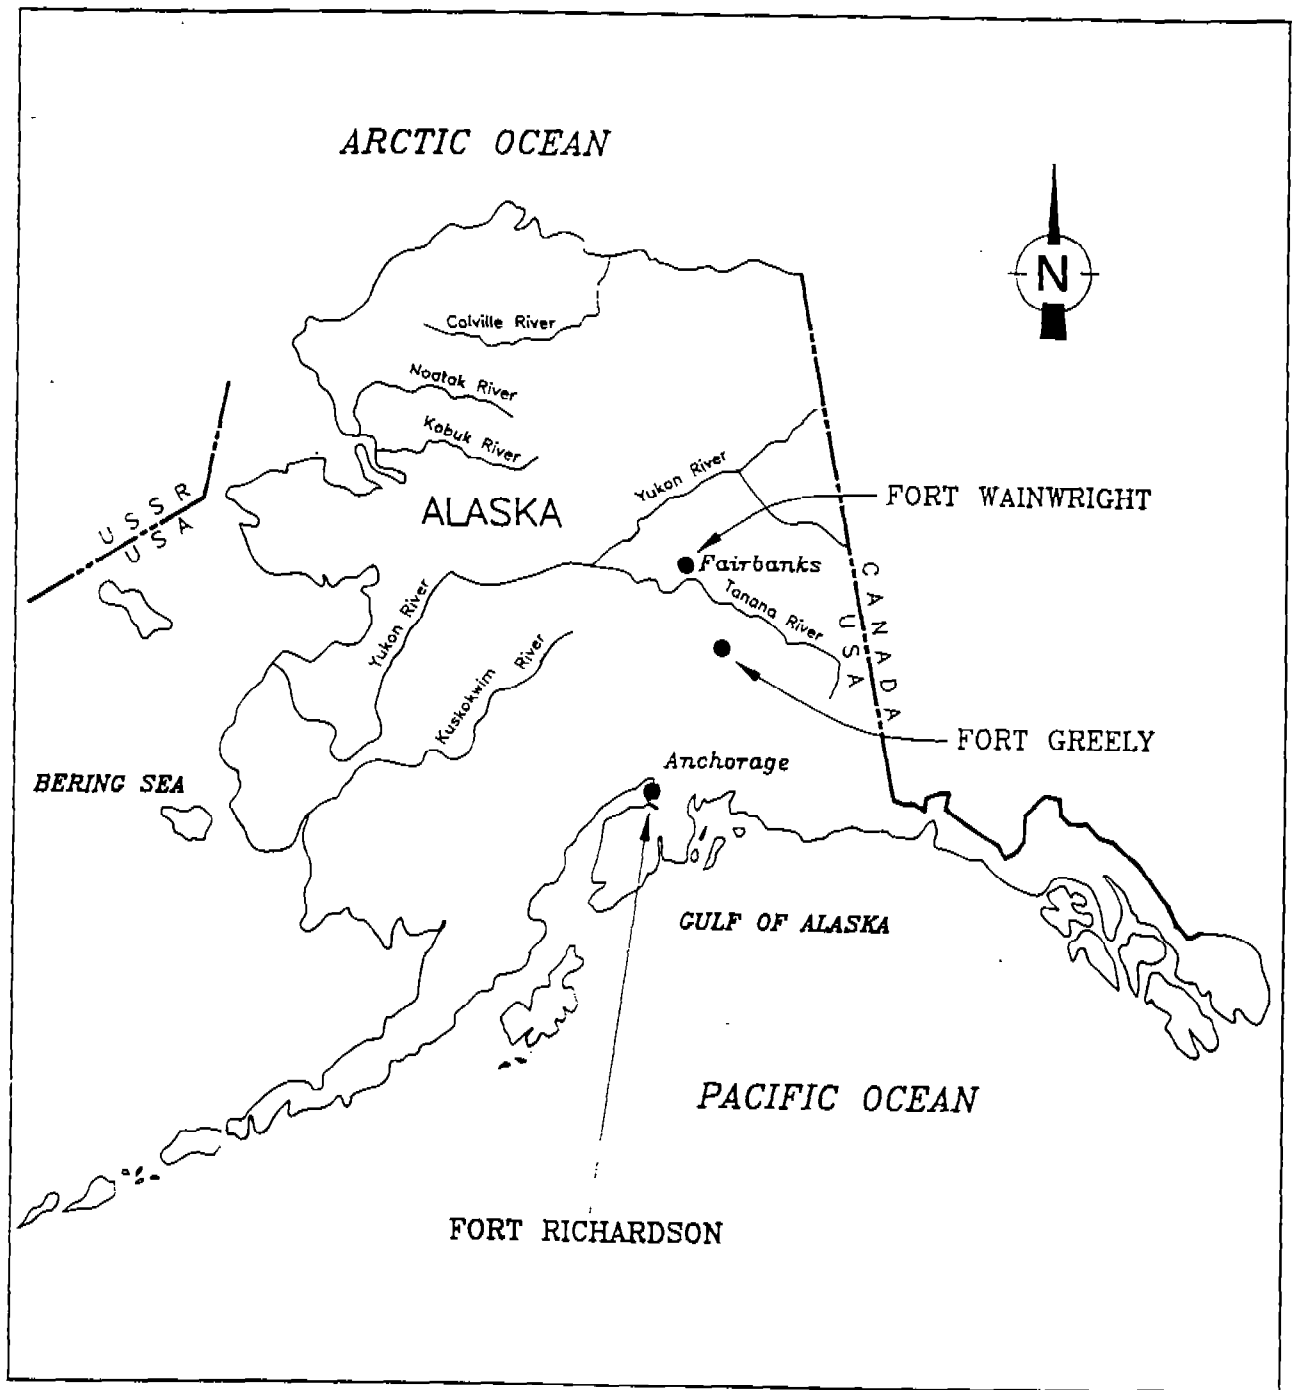 ARCTIC OCEAN
N
Colville River
Noatak River
Kobuk River
Yukon River
FORT WAINWRIGHT
ALASKA
USSR
USA
Fairbanks
CANADA
USA
Tanana River
Yukon River
Kuskokwim River
FORT GREELY
Anchorage
BERING SEA
GULF OF ALASKA
PACIFIC OCEAN
FORT RICHARDSON